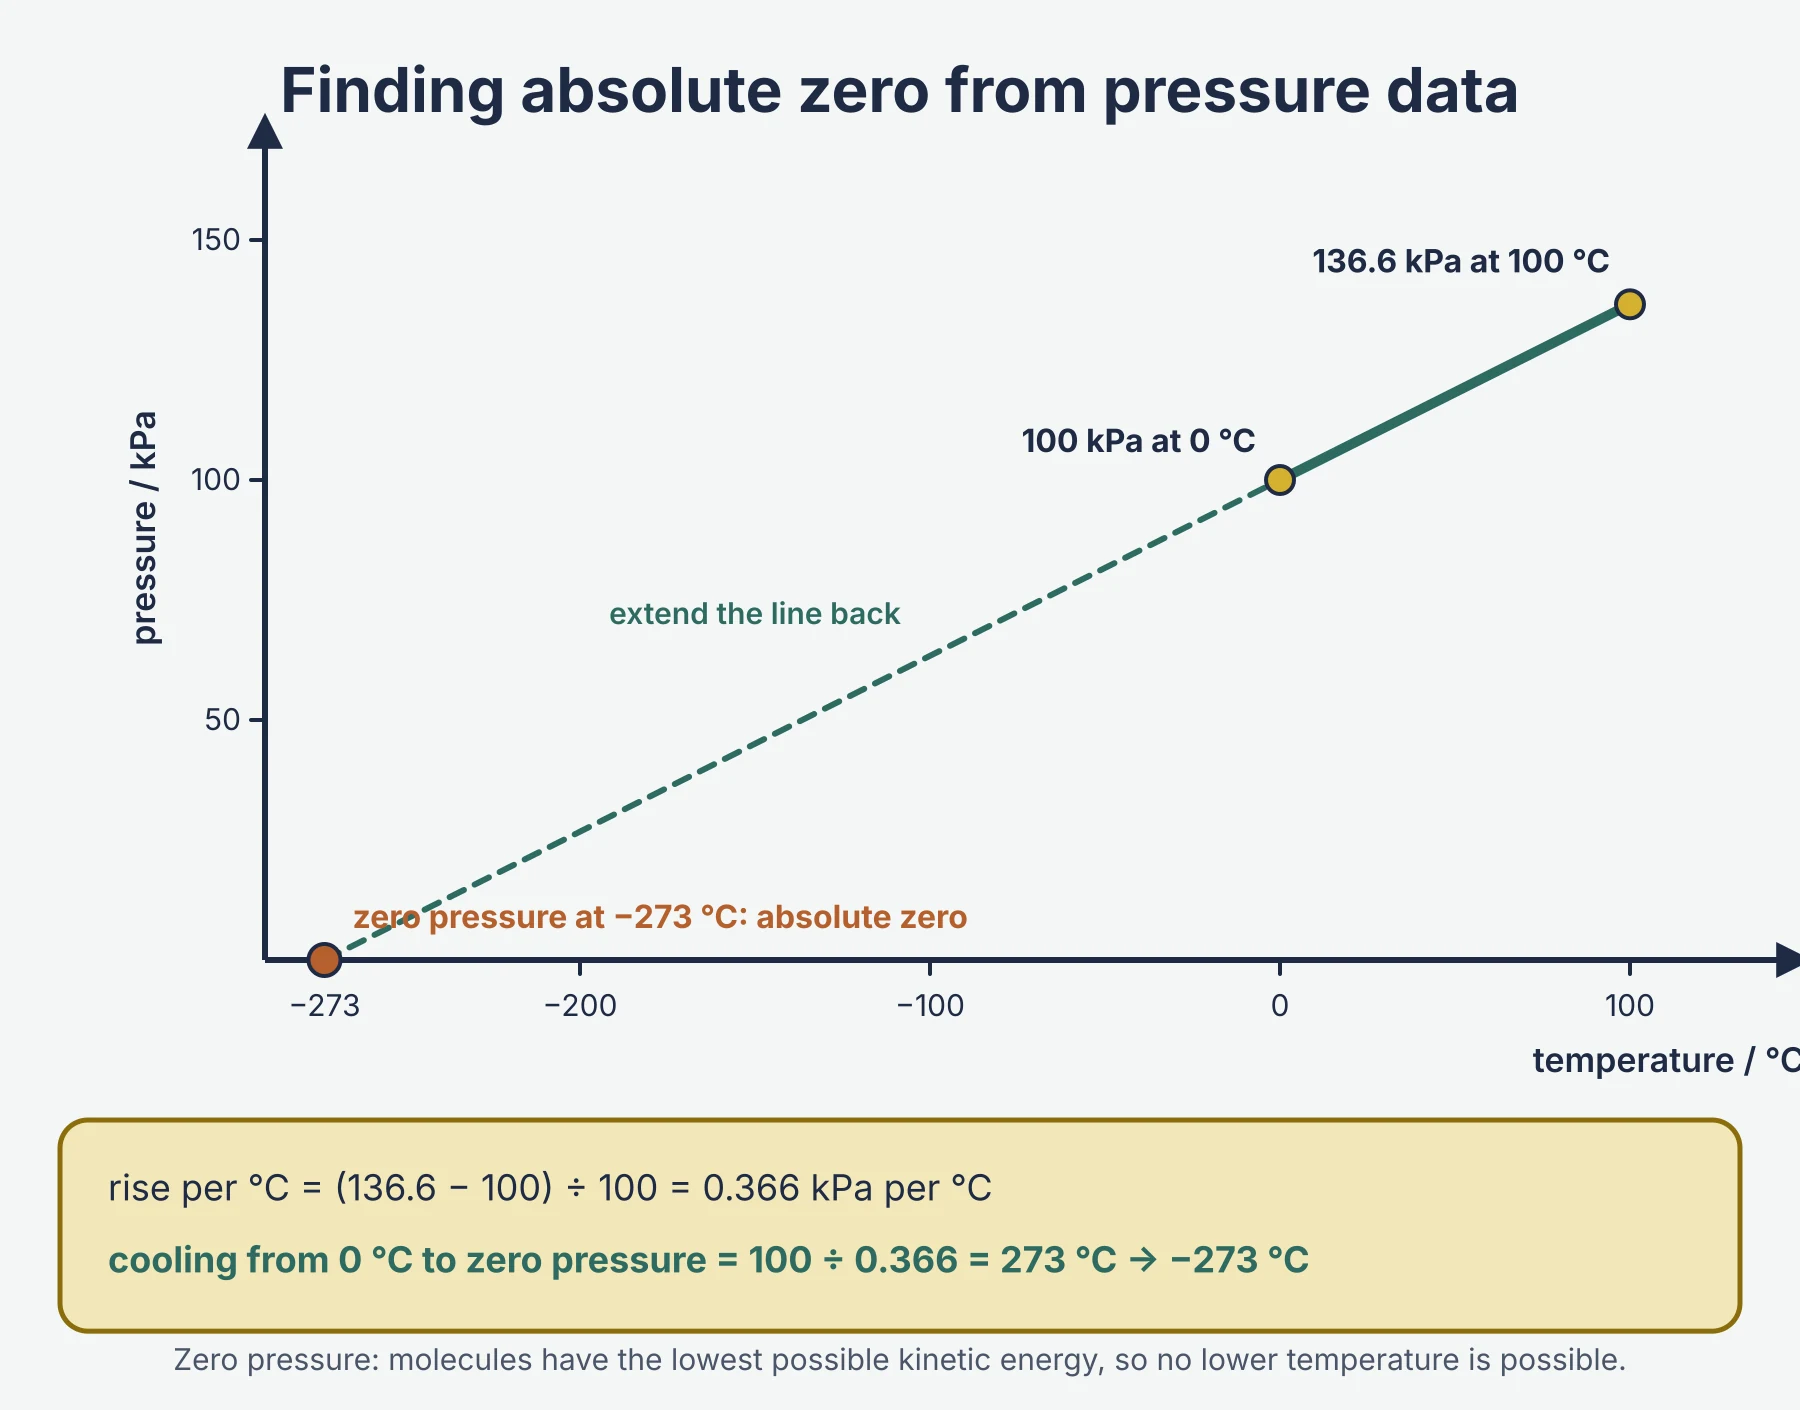 Finding absolute zero from pressure data
150
136.6 kPa at 100 °C
100 kPa at 0 °C
100
pressure / kPa
extend the line back
50
zero pressure at −273 °C: absolute zero
−273
−200
−100
0
100
temperature / °C
rise per °C = (136.6 − 100) ÷ 100 = 0.366 kPa per °C
cooling from 0 °C to zero pressure = 100 ÷ 0.366 = 273 °C → −273 °C
Zero pressure: molecules have the lowest possible kinetic energy, so no lower temperature is possible.